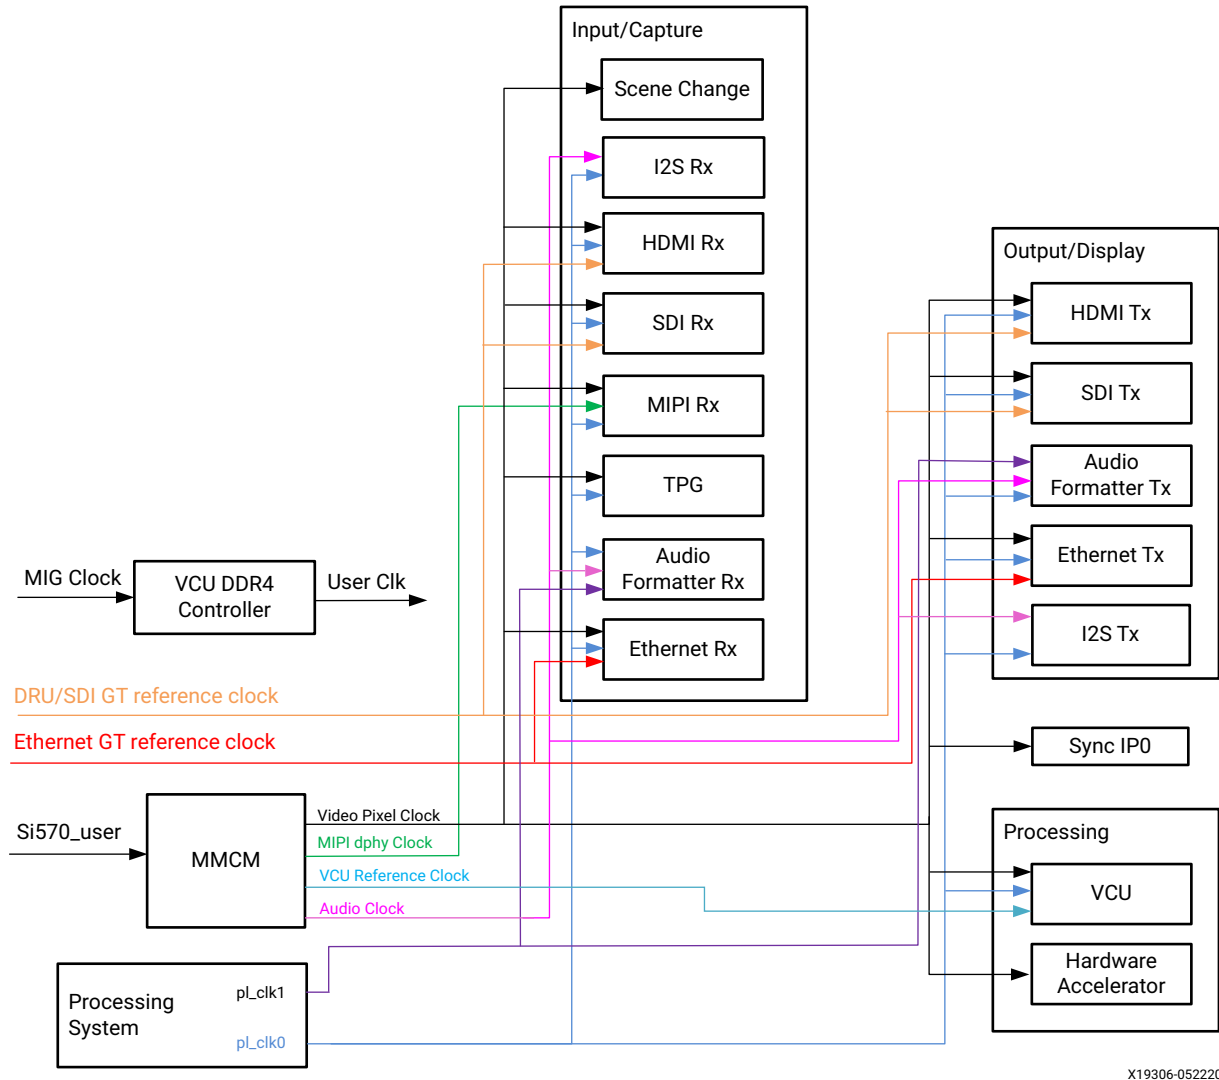 Input/Capture
Scene Change
I2S Rx
HDMI Rx
SDI Rx
MIPI Rx
TPG
Audio
Formatter Rx
Ethernet Rx
Output/Display
HDMI Tx
SDI Tx
Audio
Formatter Tx
Ethernet Tx
I2S Tx
MIG Clock
VCU DDR4
Controller
User Clk
DRU/SDI GT reference clock
Ethernet GT reference clock
Sync IP0
Si570_user
MMCM
Video Pixel Clock
MIPI dphy Clock
VCU Reference Clock
Audio Clock
Processing
VCU
Hardware
Accelerator
Processing
System
pl_clk1
pl_clk0
X19306-052220